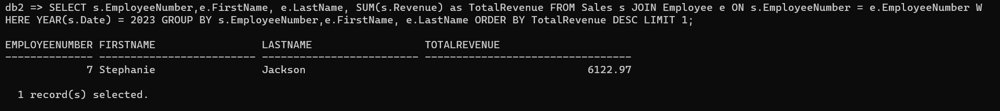 db2 => SELECT s.EmployeeNumber,e.FirstName, e.LastName, SUM(s.Revenue) as TotalRevenue FROM Sales s JOIN Employee e ON s.EmployeeNumber = e.EmployeeNumber W
HERE YEAR(s.Date) = 2023 GROUP BY s.EmployeeNumber,e.FirstName, e.LastName ORDER BY TotalRevenue DESC LIMIT 1;

EMPLOYEENUMBER FIRSTNAME                 LASTNAME                  TOTALREVENUE
-------------- ------------------------- ------------------------- ---------------------------------
             7 Stephanie                 Jackson                                             6122.97

  1 record(s) selected.